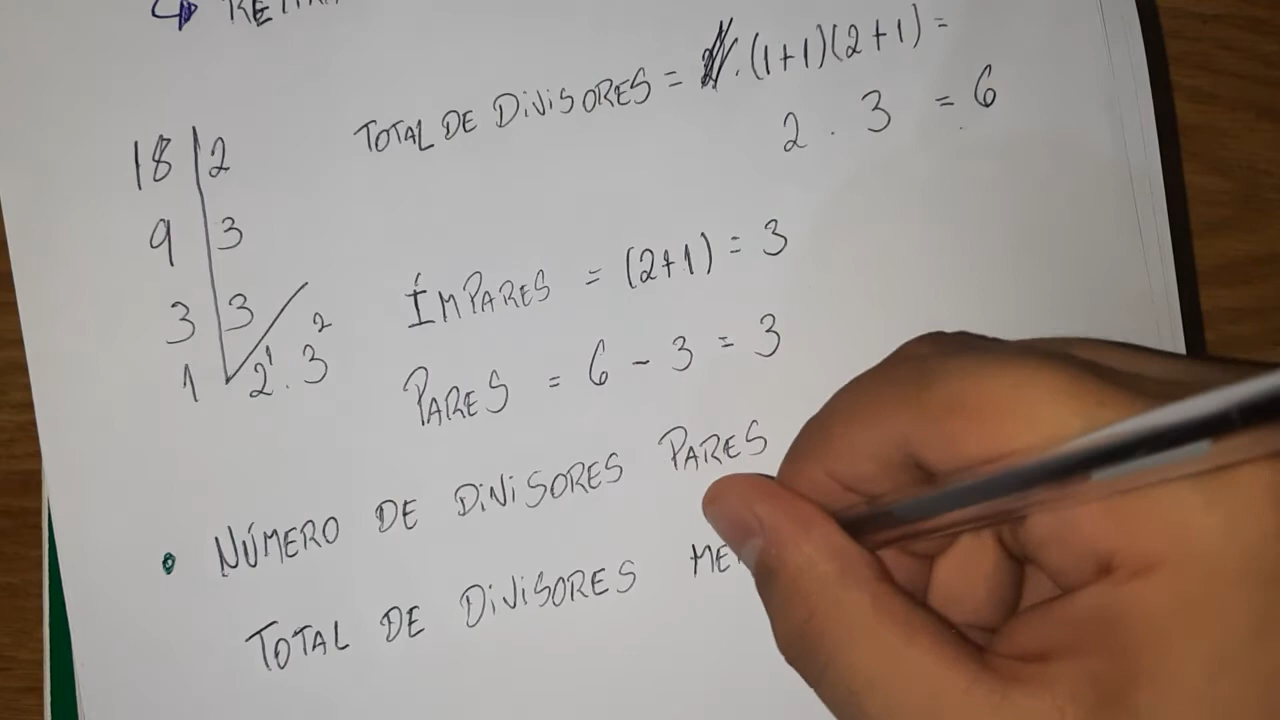 TOTAL DE DIVISORES = . (1+1)(2+1) =
2 . 3 = 6
18 | 2
9 | 3
3 | 3
1 2¹ . 3²
ÍMPARES = (2+1) = 3
PARES = 6 - 3 = 3
• NÚMERO DE DIVISORES PARES
TOTAL DE DIVISORES